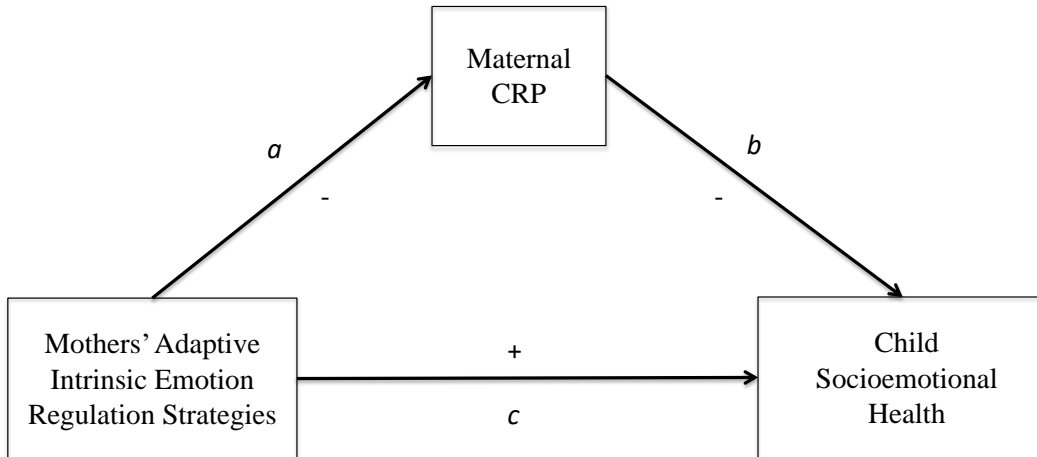 Maternal
CRP
a
b
-
-
Mothers' Adaptive
Intrinsic Emotion
Regulation Strategies
+
c
Child
Socioemotional
Health